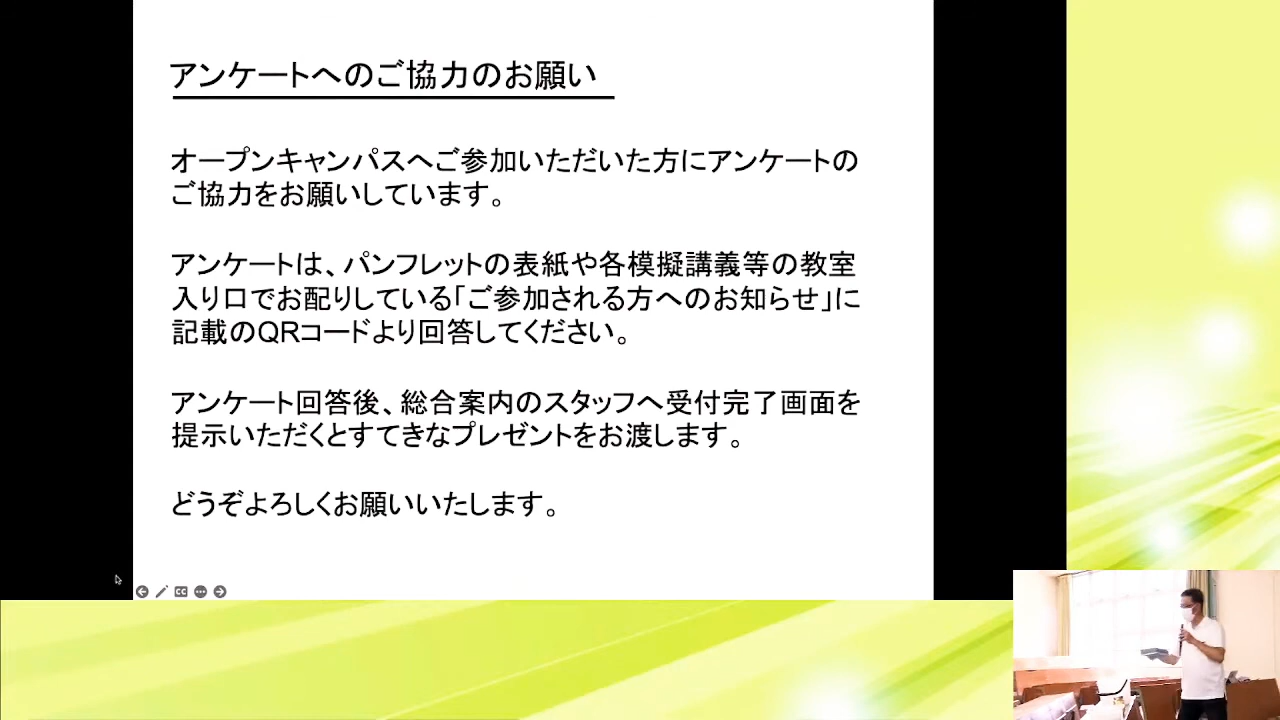 アンケートへのご協力のお願い
オープンキャンパスへご参加いただいた方にアンケートの
ご協力をお願いしています。
アンケートは、パンフレットの表紙や各模擬講義等の教室
入り口でお配りしている「ご参加される方へのお知らせ」に
記載のQRコードより回答してください。
アンケート回答後、総合案内のスタッフへ受付完了画面を
提示いただくとすてきなプレゼントをお渡します。
どうぞよろしくお願いいたします。
CC